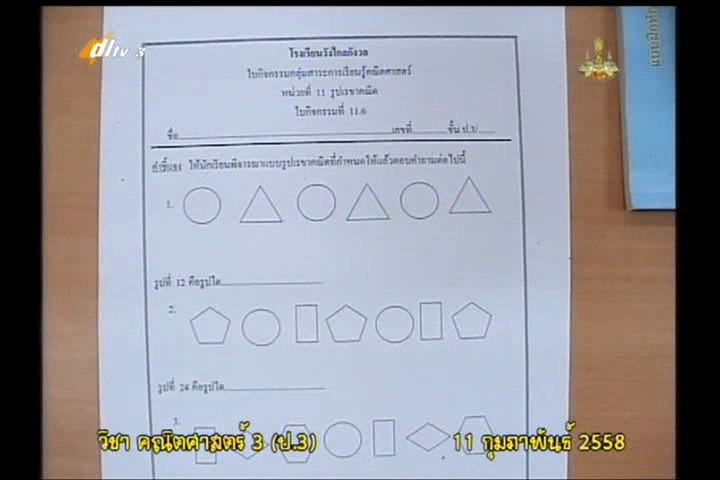 dltv 3
โรงเรียนวังไกลกังวล
ใบกิจกรรมกลุ่มสาระการเรียนรู้คณิตศาสตร์
หน่วยที่ 11 รูปเรขาคณิต
ใบกิจกรรมที่ 11.6
ชื่อ เลขที่ ชั้น ป.3/
คำชี้แจง ให้นักเรียนพิจารณาแบบรูปเรขาคณิตที่กำหนดให้แล้วตอบคำถามต่อไปนี้
1.
รูปที่ 12 คือรูปใด
2.
รูปที่ 24 คือรูปใด
3.
วิชา คณิตศาสตร์ 3 (ป.3) 11 กุมภาพันธ์ 2558